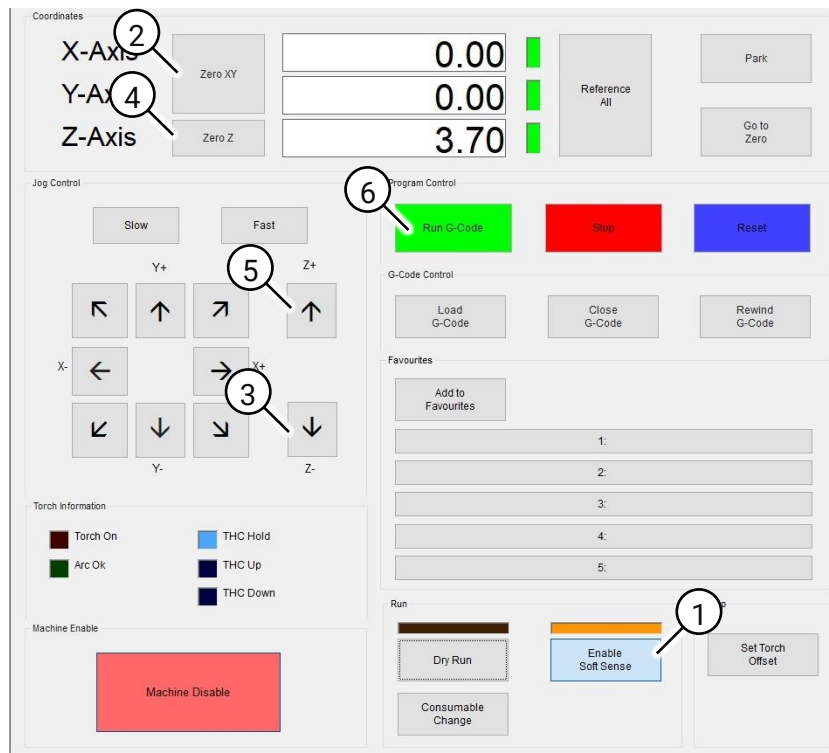 Coordinates
2
X-Axis
Zero XY
0.00
Reference
All
Park
Y-Axis
0.00
4
Z-Axis
Zero Z
3.70
Go to
Zero
Jog Control
Slow
Fast
Y+
Z+
5
X-
X+
3
Y-
Z-
6
Program Control
Run G-Code
Stop
Reset
G-Code Control
Load
G-Code
Close
G-Code
Rewind
G-Code
Favourites
Add to
Favourites
1:
2:
3:
4:
5:
Torch Information
Torch On
Arc Ok
THC Hold
THC Up
THC Down
Machine Enable
Machine Disable
Run
1
Dry Run
Enable
Soft Sense
Consumable
Change
Set Torch
Offset